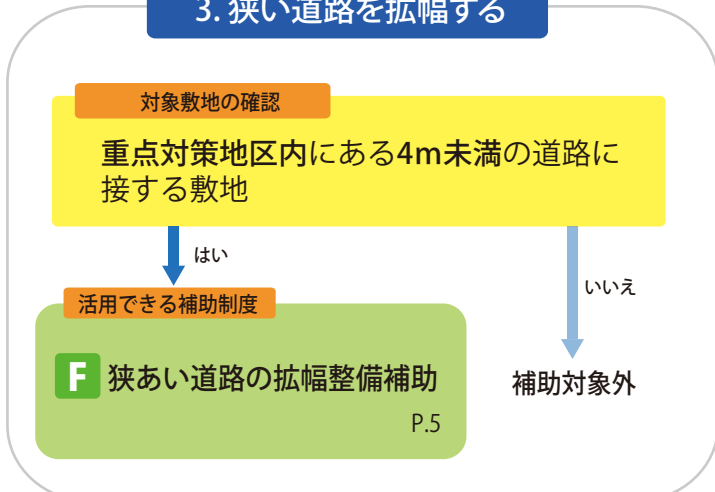 3. 狭い道路を拡幅する
対象敷地の確認
重点対策地区内にある4m未満の道路に
接する敷地
はい
いいえ
活用できる補助制度
F 狭あい道路の拡幅整備補助
P.5
補助対象外